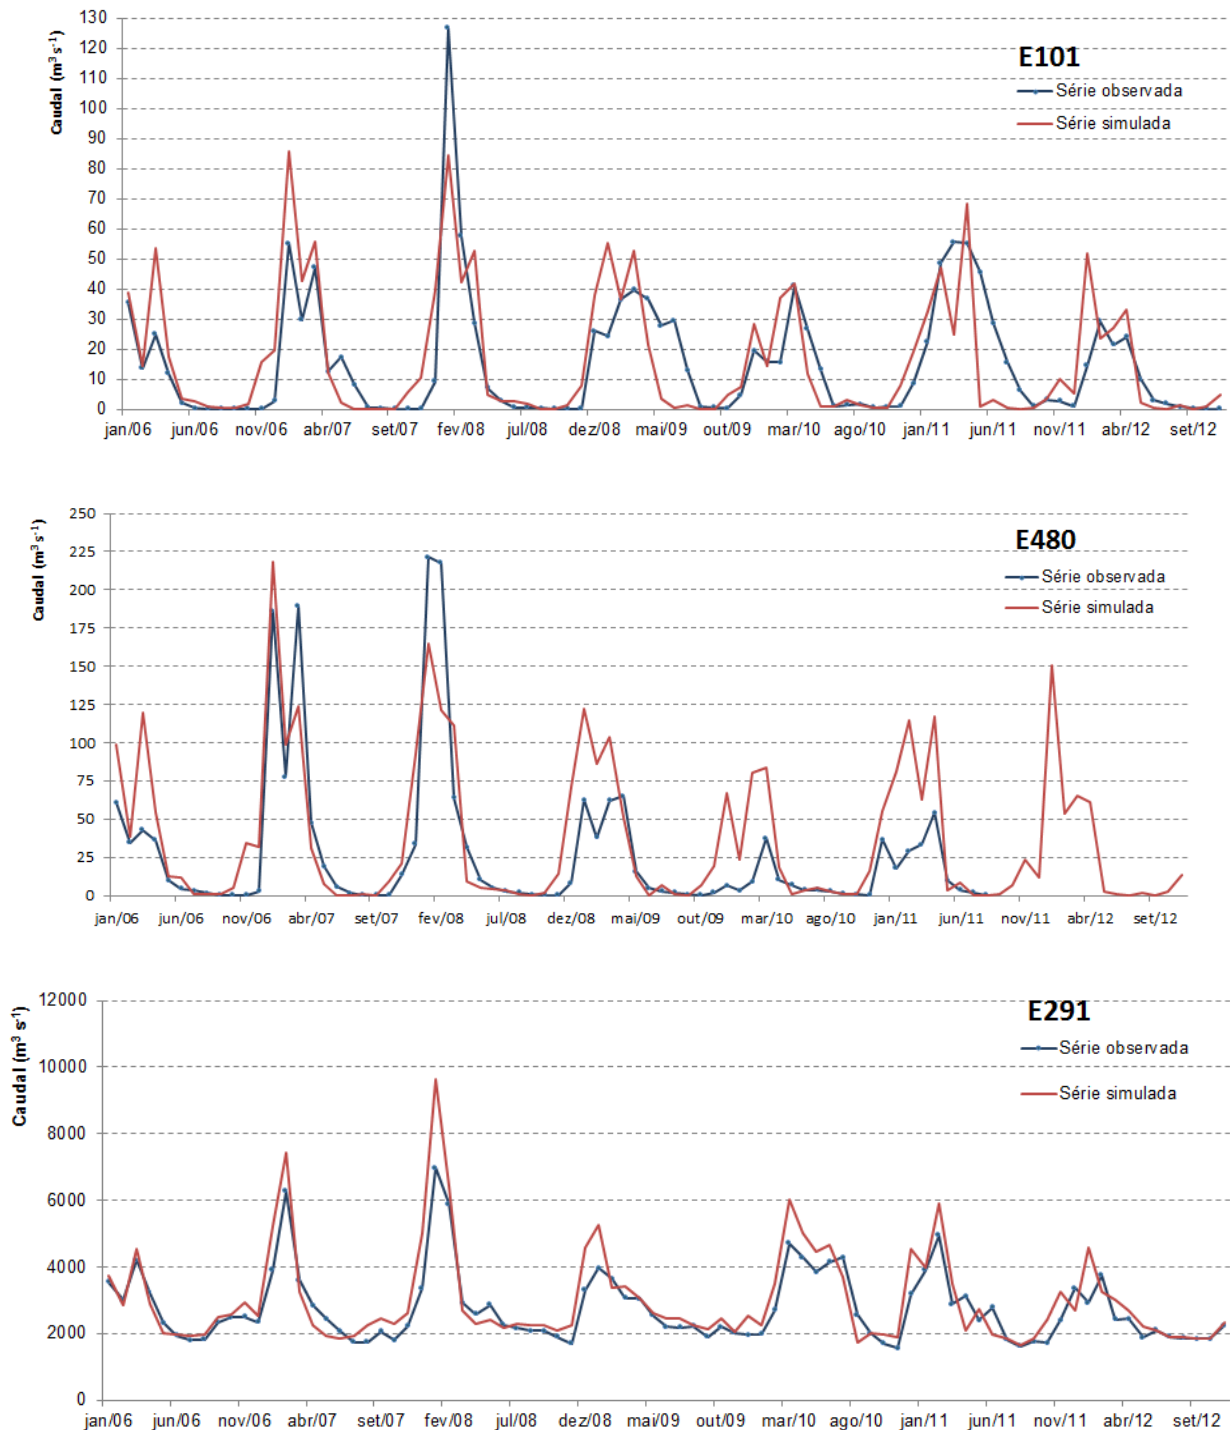 Caudal (m³ s⁻¹)
130
120
110
100
90
80
70
60
50
40
30
20
10
0
E101
Série observada
Série simulada
jan/06 jun/06 nov/06 abr/07 set/07 fev/08 jul/08 dez/08 mai/09 out/09 mar/10 ago/10 jan/11 jun/11 nov/11 abr/12 set/12
Caudal (m³ s⁻¹)
250
225
200
175
150
125
100
75
50
25
0
E480
Série observada
Série simulada
jan/06 jun/06 nov/06 abr/07 set/07 fev/08 jul/08 dez/08 mai/09 out/09 mar/10 ago/10 jan/11 jun/11 nov/11 abr/12 set/12
Caudal (m³ s⁻¹)
12000
10000
8000
6000
4000
2000
0
E291
Série observada
Série simulada
jan/06 jun/06 nov/06 abr/07 set/07 fev/08 jul/08 dez/08 mai/09 out/09 mar/10 ago/10 jan/11 jun/11 nov/11 abr/12 set/12